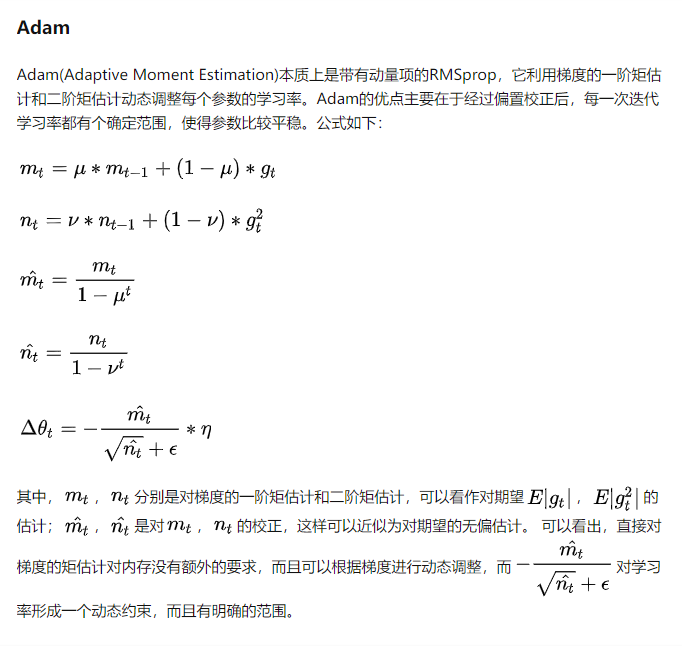 Adam
Adam(Adaptive Moment Estimation)本质上是带有动量项的RMSprop，它利用梯度的一阶矩估
计和二阶矩估计动态调整每个参数的学习率。Adam的优点主要在于经过偏置校正后，每一次迭代
学习率都有个确定范围，使得参数比较平稳。公式如下：
$m_t = \mu * m_{t-1} + (1 - \mu) * g_t$
$n_t = \nu * n_{t-1} + (1 - \nu) * g_t^2$
$\hat{m_t} = \frac{m_t}{1 - \mu^t}$
$\hat{n_t} = \frac{n_t}{1 - \nu^t}$
$\Delta\theta_t = -\frac{\hat{m_t}}{\sqrt{\hat{n_t}} + \epsilon} * \eta$
其中，$m_t$，$n_t$ 分别是对梯度的一阶矩估计和二阶矩估计，可以看作对期望 $E|g_t|$，$E|g_t^2|$ 的
估计；$\hat{m_t}$，$\hat{n_t}$ 是对 $m_t$，$n_t$ 的校正，这样可以近似为对期望的无偏估计。 可以看出，直接对
梯度的矩估计对内存没有额外的要求，而且可以根据梯度进行动态调整，而 $-\frac{\hat{m_t}}{\sqrt{\hat{n_t}} + \epsilon}$ 对学习
率形成一个动态约束，而且有明确的范围。